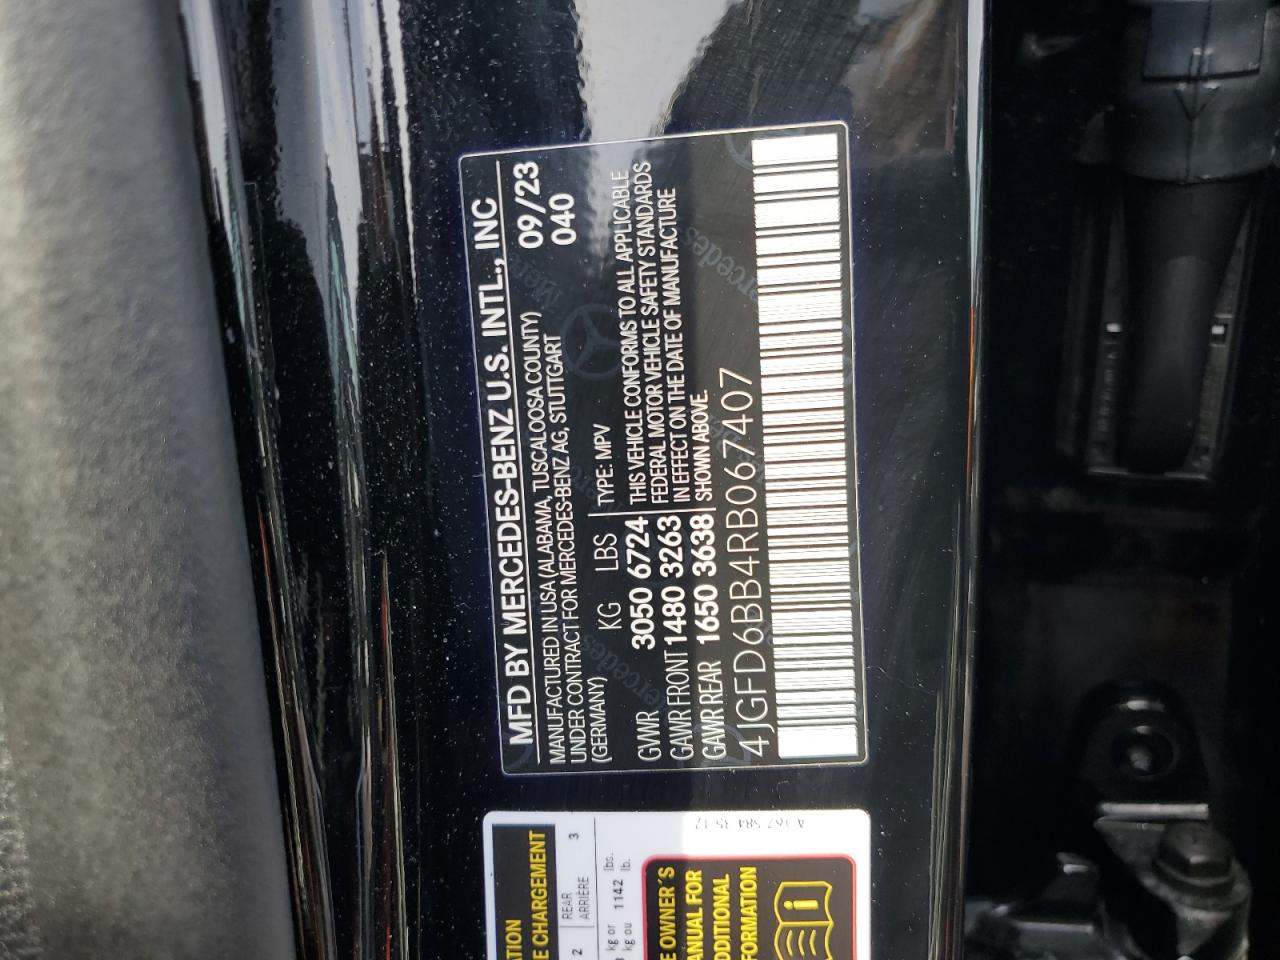 MFD BY MERCEDES-BENZ U.S. INTL., INC
MANUFACTURED IN USA (ALABAMA, TUSCALOOSA COUNTY) 09/23
UNDER CONTRACT FOR MERCEDES-BENZ AG, STUTTGART 040
(GERMANY) KG LBS TYPE: MPV
GVWR 3050 6724 THIS VEHICLE CONFORMS TO ALL APPLICABLE
GAWR FRONT 1480 3263 FEDERAL MOTOR VEHICLE SAFETY STANDARDS
IN EFFECT ON THE DATE OF MANUFACTURE
GAWR REAR 1650 3638 SHOWN ABOVE.
4JGFD6BB4RB067407
E CHARGEMENT
2 REAR 3
ARRIÈRE
kg or 1142 lbs.
kg ou lb.
E OWNER'S
ANUAL FOR
DDITIONAL
FORMATION
i